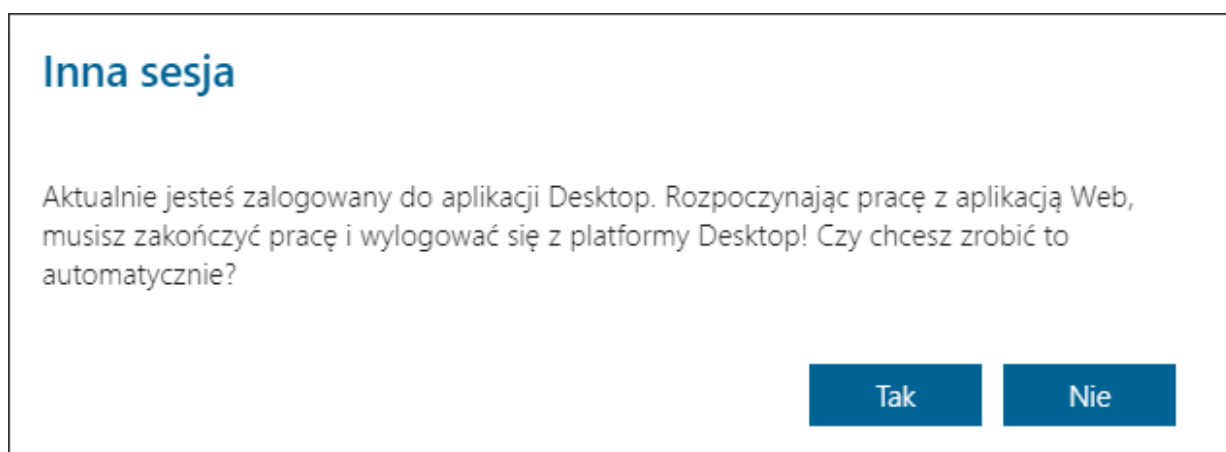 Inna sesja
Aktualnie jesteś zalogowany do aplikacji Desktop. Rozpoczynając pracę z aplikacją Web,
musisz zakończyć pracę i wylogować się z platformy Desktop! Czy chcesz zrobić to
automatycznie?
Tak Nie